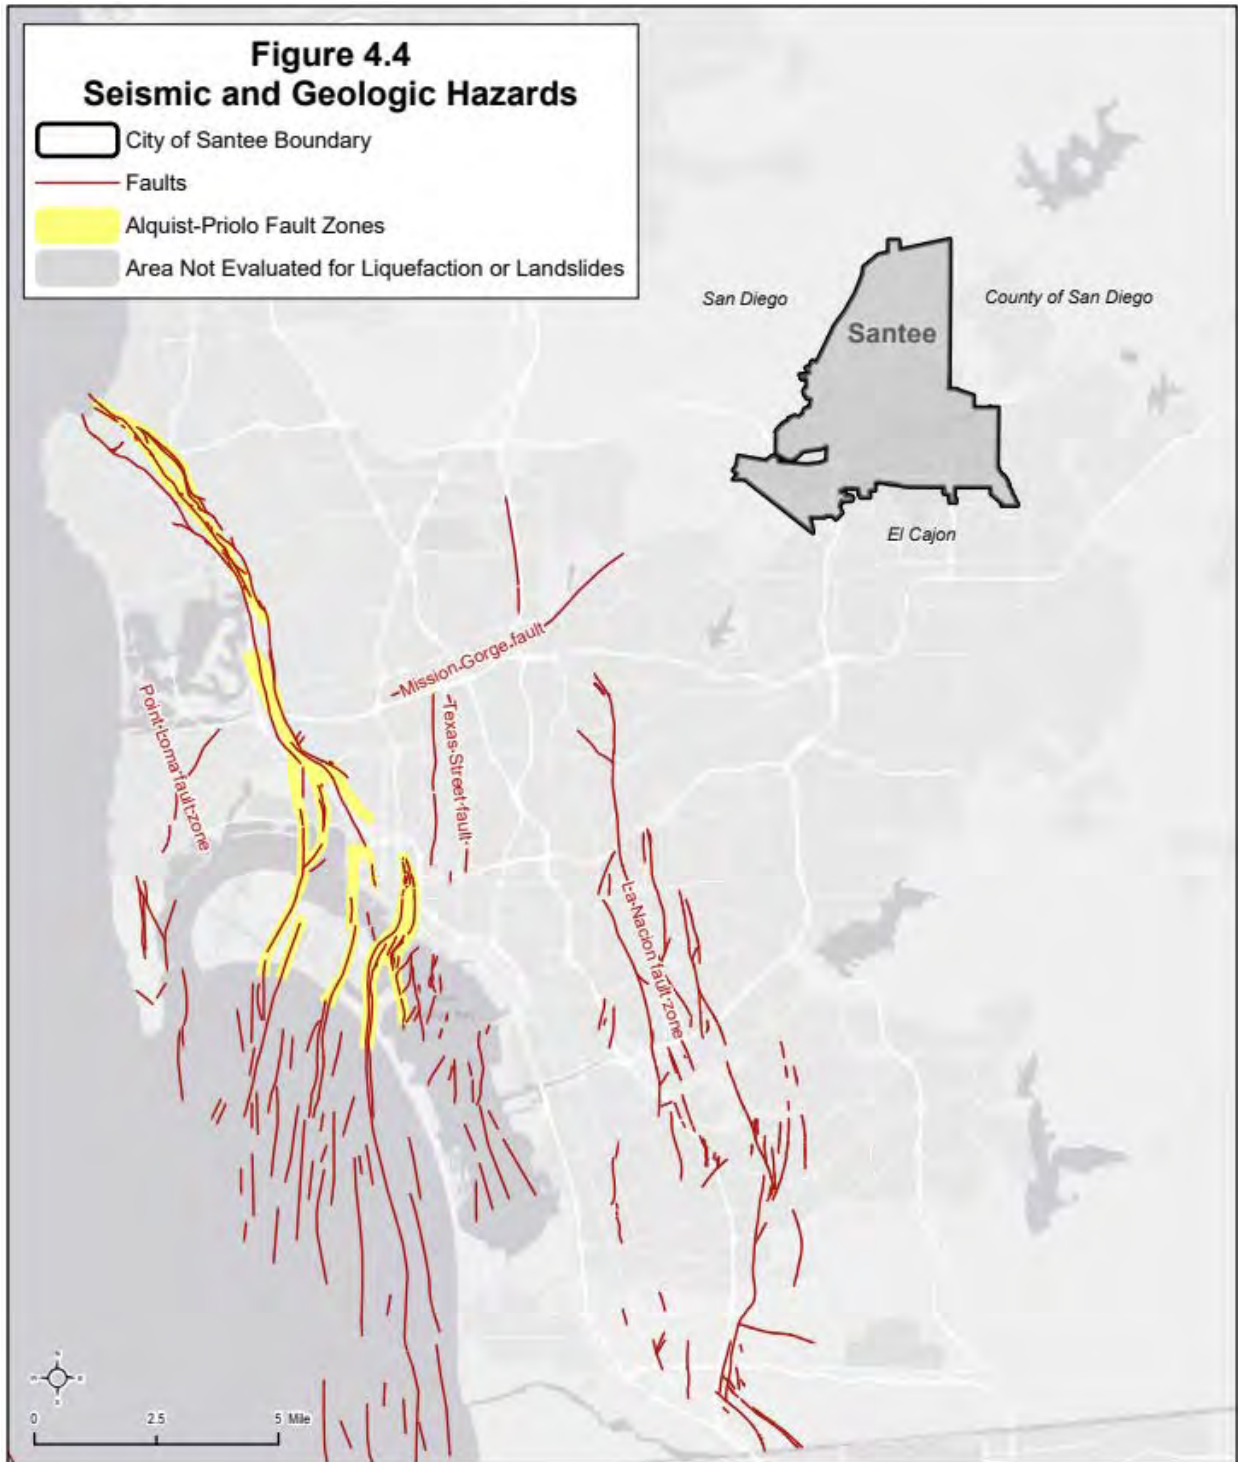 Figure 4.4
Seismic and Geologic Hazards
City of Santee Boundary
Faults
Alquist-Priolo Fault Zones
Area Not Evaluated for Liquefaction or Landslides
San Diego
County of San Diego
Santee
El Cajon
Mission Gorge fault
Point Loma fault zone
Texas Street fault
La Nacion fault zone
0 2.5 5 Mile